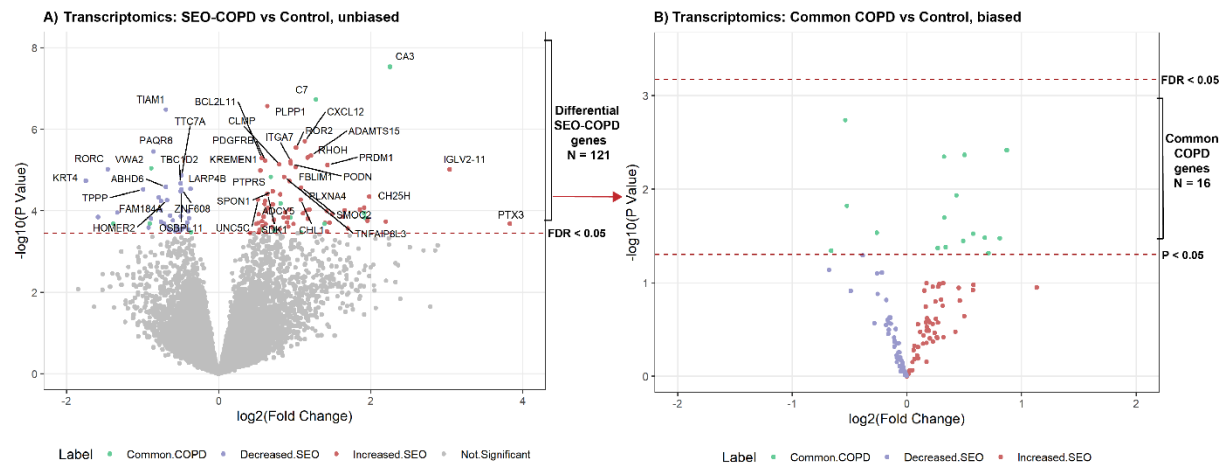 A) Transcriptomics: SEO-COPD vs Control, unbiased
-log10(P Value)
8
6
4
2
0
-2
0
2
4
log2(Fold Change)
CA3
C7
TIAM1
BCL2L11
PLPP1
CXCL12
TTC7A
CLMP
ITGA7
ROR2
ADAMTS15
PAQR8
PDGFRB
RHOH
RORC
VWA2
TBC1D2
KREMEN1
PRDM1
IGLV2-11
KRT4
ABHD6
LARP4B
FBLIM1
PODN
TPPP
PTPRS
PLXNA4
CH25H
FAM184A
ZNF608
SPON1
ADCY5
SMOC2
PTX3
HOMER2
OSBPL11
UNC5C
SDK1
CHL1
TNFAIP8L3
FDR < 0.05
Differential
SEO-COPD
genes
N = 121
Label
Common.COPD
Decreased.SEO
Increased.SEO
Not.Significant
B) Transcriptomics: Common COPD vs Control, biased
-log10(P Value)
3
2
1
0
-2
-1
0
1
2
log2(Fold Change)
FDR < 0.05
Common
COPD
genes
N = 16
P < 0.05
Label
Common.COPD
Decreased.SEO
Increased.SEO